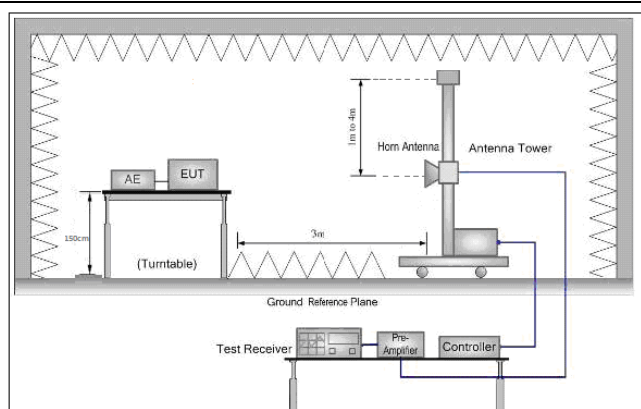 1m to 4m
Horn Antenna
Antenna Tower
AE
EUT
150cm
(Turntable)
3m
Ground Reference Plane
Test Receiver
Pre-
Amplifier
Controller